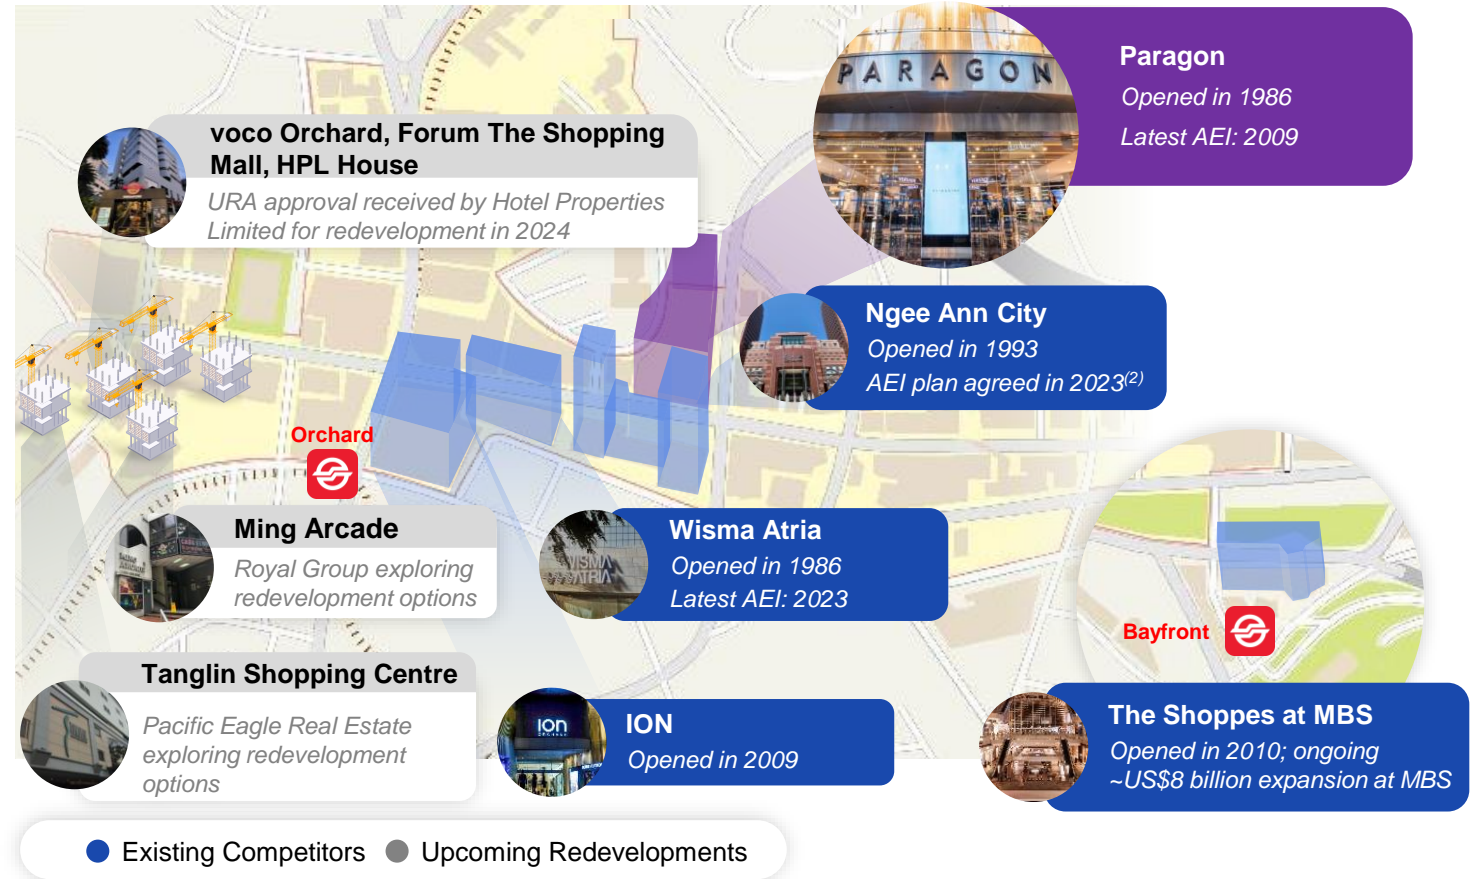 PARAGON
Paragon
Opened in 1986
Latest AEI: 2009
voco Orchard, Forum The Shopping
Mall, HPL House
URA approval received by Hotel Properties
Limited for redevelopment in 2024
Ngee Ann City
Opened in 1993
AEI plan agreed in 2023(2)
Orchard
Ming Arcade
Royal Group exploring
redevelopment options
WISMA
ATRIA
Wisma Atria
Opened in 1986
Latest AEI: 2023
Bayfront
Tanglin Shopping Centre
Pacific Eagle Real Estate
exploring redevelopment
options
ION
ION
Opened in 2009
The Shoppes at MBS
Opened in 2010; ongoing
~US$8 billion expansion at MBS
Existing Competitors
Upcoming Redevelopments